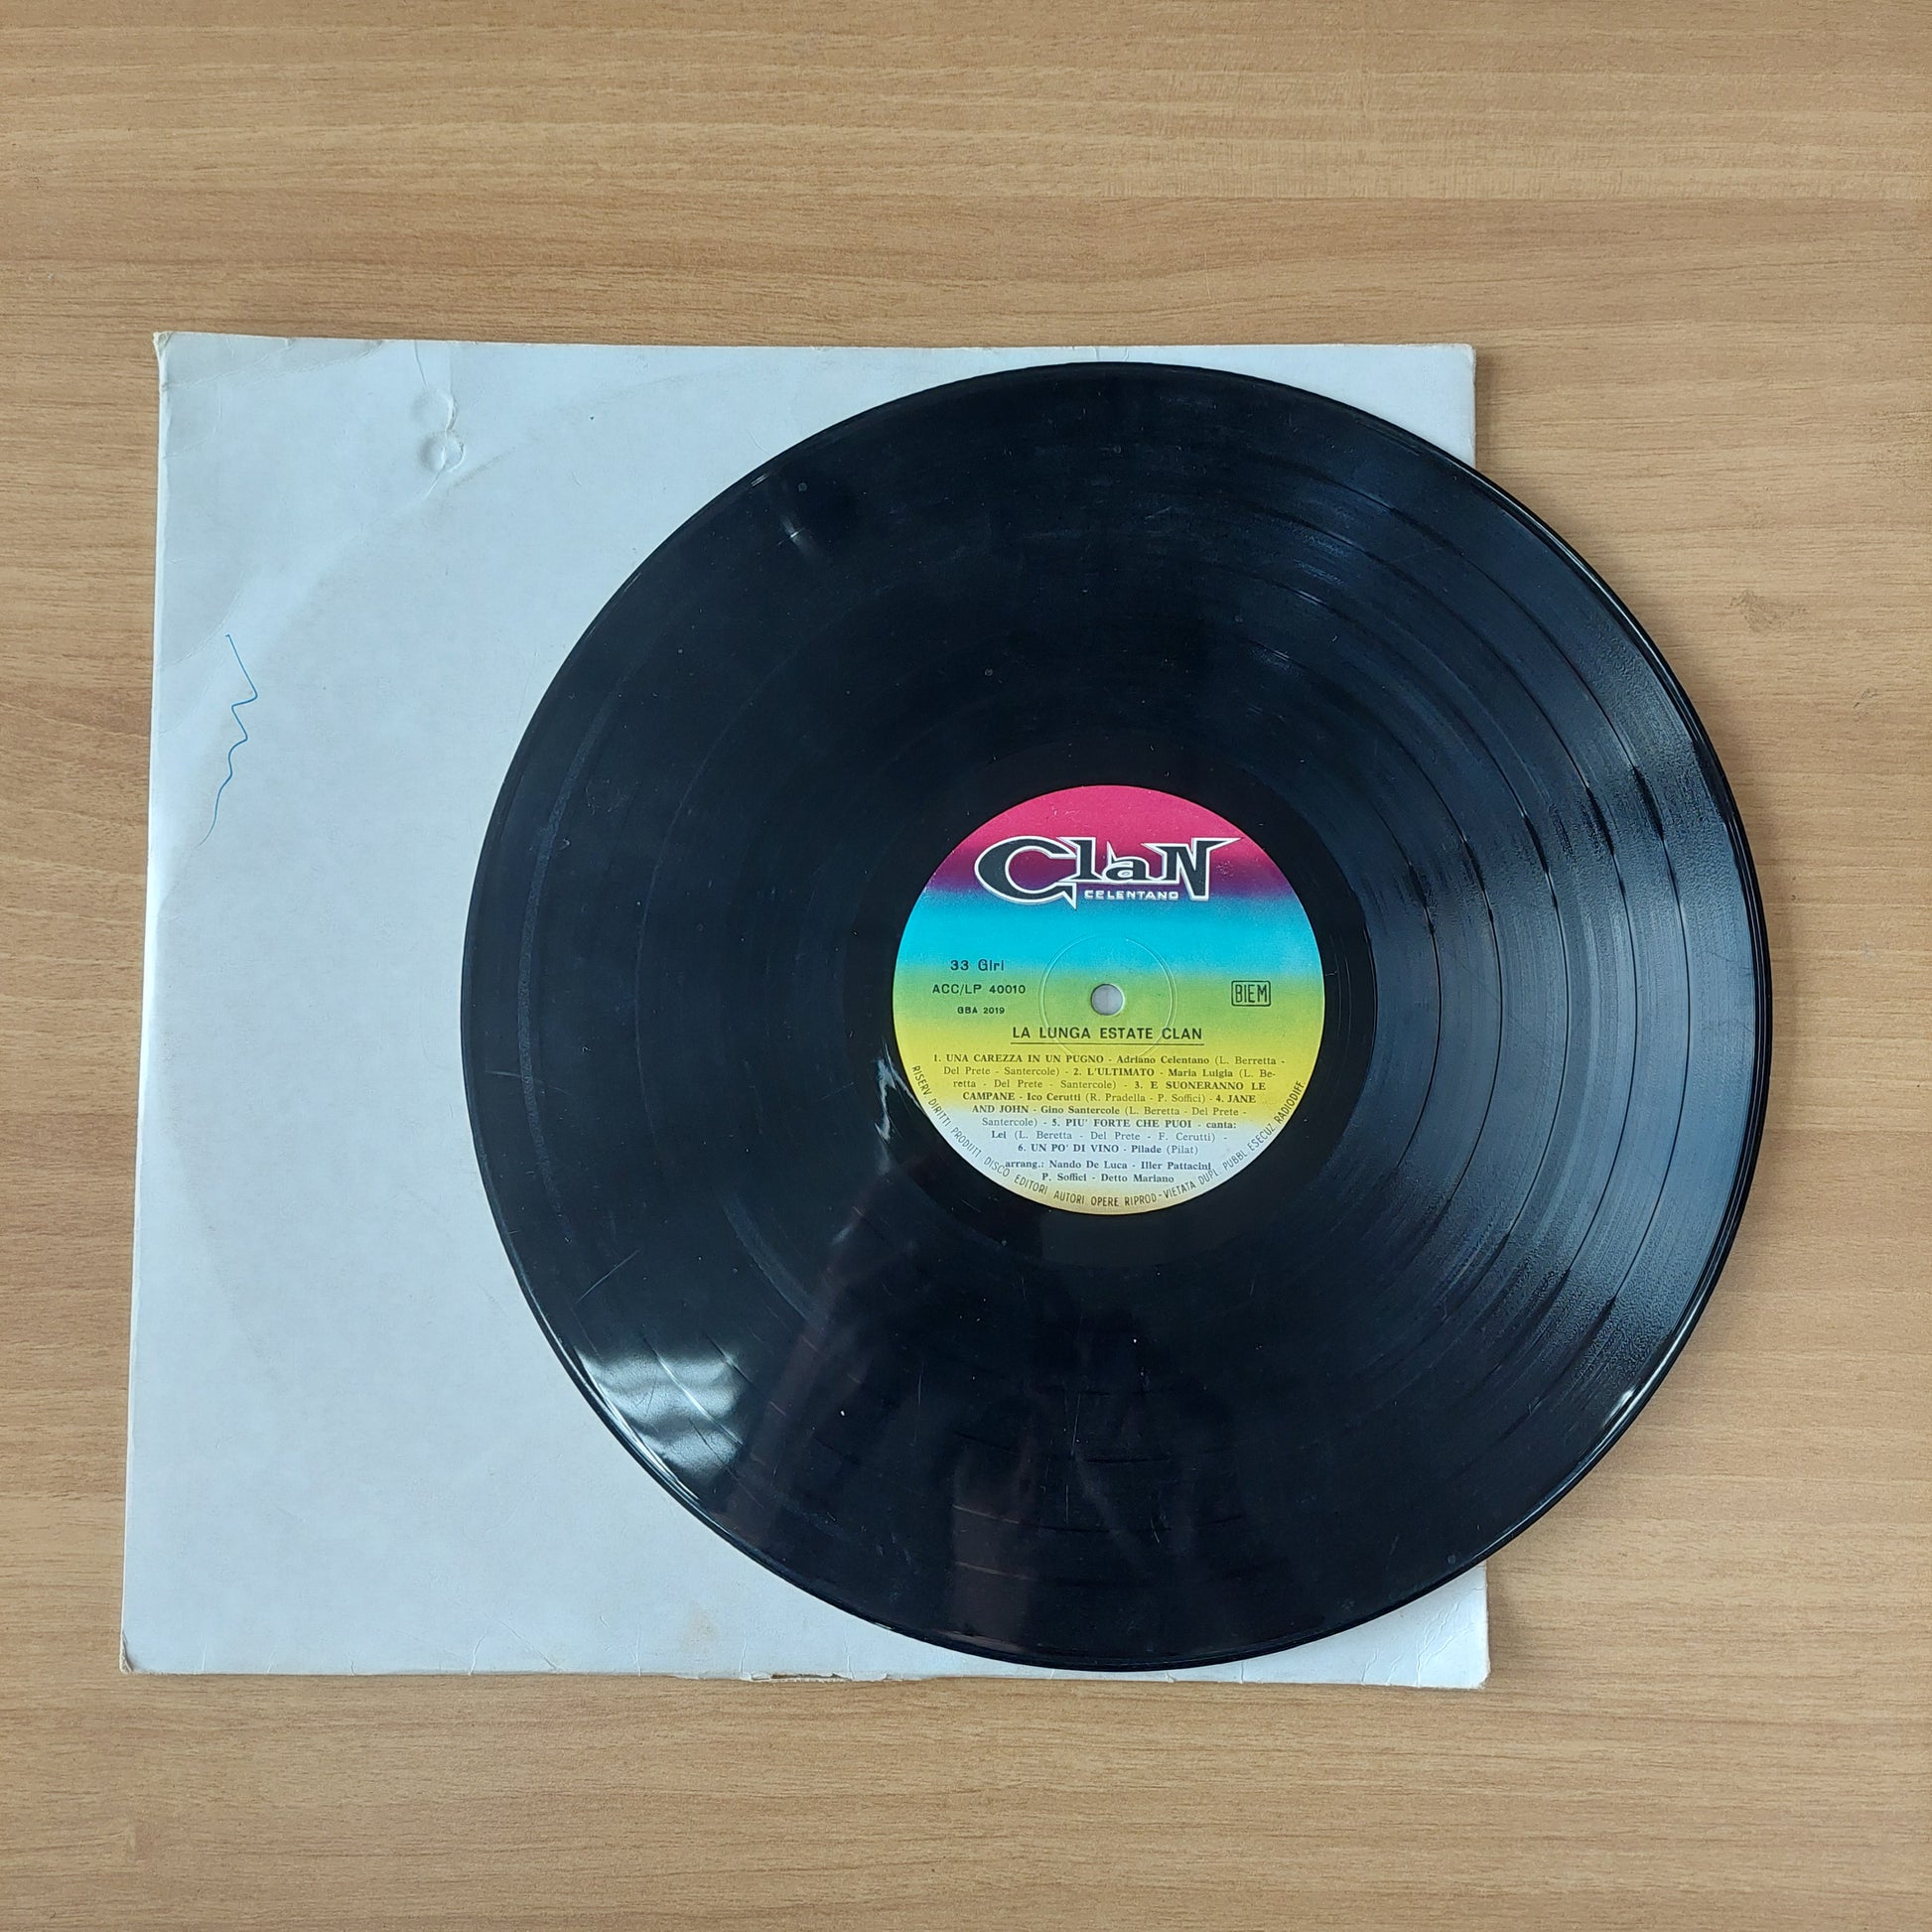 Clan
CELENTANO
33 Giri
ACC/LP 40010
BIEM
GBA 2019
LA LUNGA ESTATE CLAN
1. UNA CAREZZA IN UN PUGNO - Adriano Celentano (L. Berretta -
Del Prete - Santercole) - 2. L'ULTIMATO - Maria Luigia (L. Be-
retta - Del Prete - Santercole) - 3. E SUONERANNO LE
CAMPANE - Ico Cerutti (R. Pradella - P. Soffici) - 4. JANE
AND JOHN - Gino Santercole (L. Beretta - Del Prete -
Santercole) - 5. PIU' FORTE CHE PUOI - canta:
Lei (L. Beretta - Del Prete - F. Cerutti) -
6. UN PO' DI VINO - Pilade (Pilat)
arrang.: Nando De Luca - Iller Pattacini
P. Soffici - Detto Mariano
RISERV. DIRITTI PRODUTT. DISCO EDITORI AUTORI OPERE RIPROD - VIETATA DUPL. PUBBL. ESECUZ. RADIODIFF.